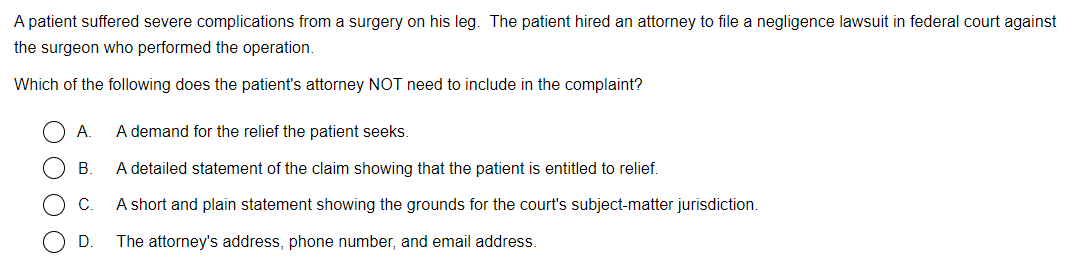 A patient suffered severe complications from a surgery on his leg. The patient hired an attorney to file a negligence lawsuit in federal court against
the surgeon who performed the operation.
Which of the following does the patient's attorney NOT need to include in the complaint?
A. A demand for the relief the patient seeks.
B. A detailed statement of the claim showing that the patient is entitled to relief.
C. A short and plain statement showing the grounds for the court's subject-matter jurisdiction.
D. The attorney's address, phone number, and email address.